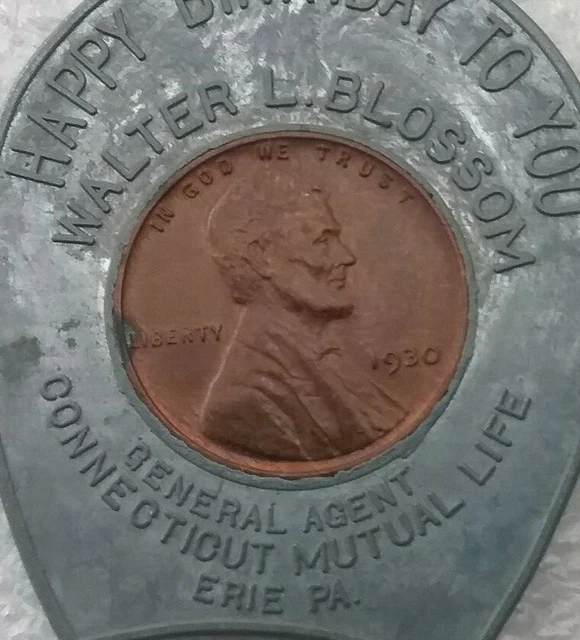 HAPPY BIRTHDAY TO YOU
WALTER L. BLOSSOM
IN GOD WE TRUST
LIBERTY
1930
GENERAL AGENT
CONNECTICUT MUTUAL LIFE
ERIE PA.